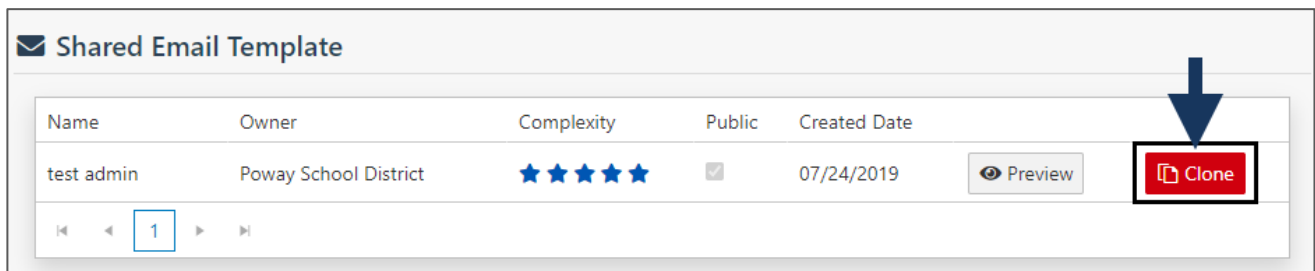 Shared Email Template
Name Owner Complexity Public Created Date
test admin Poway School District 07/24/2019 Preview Clone
1